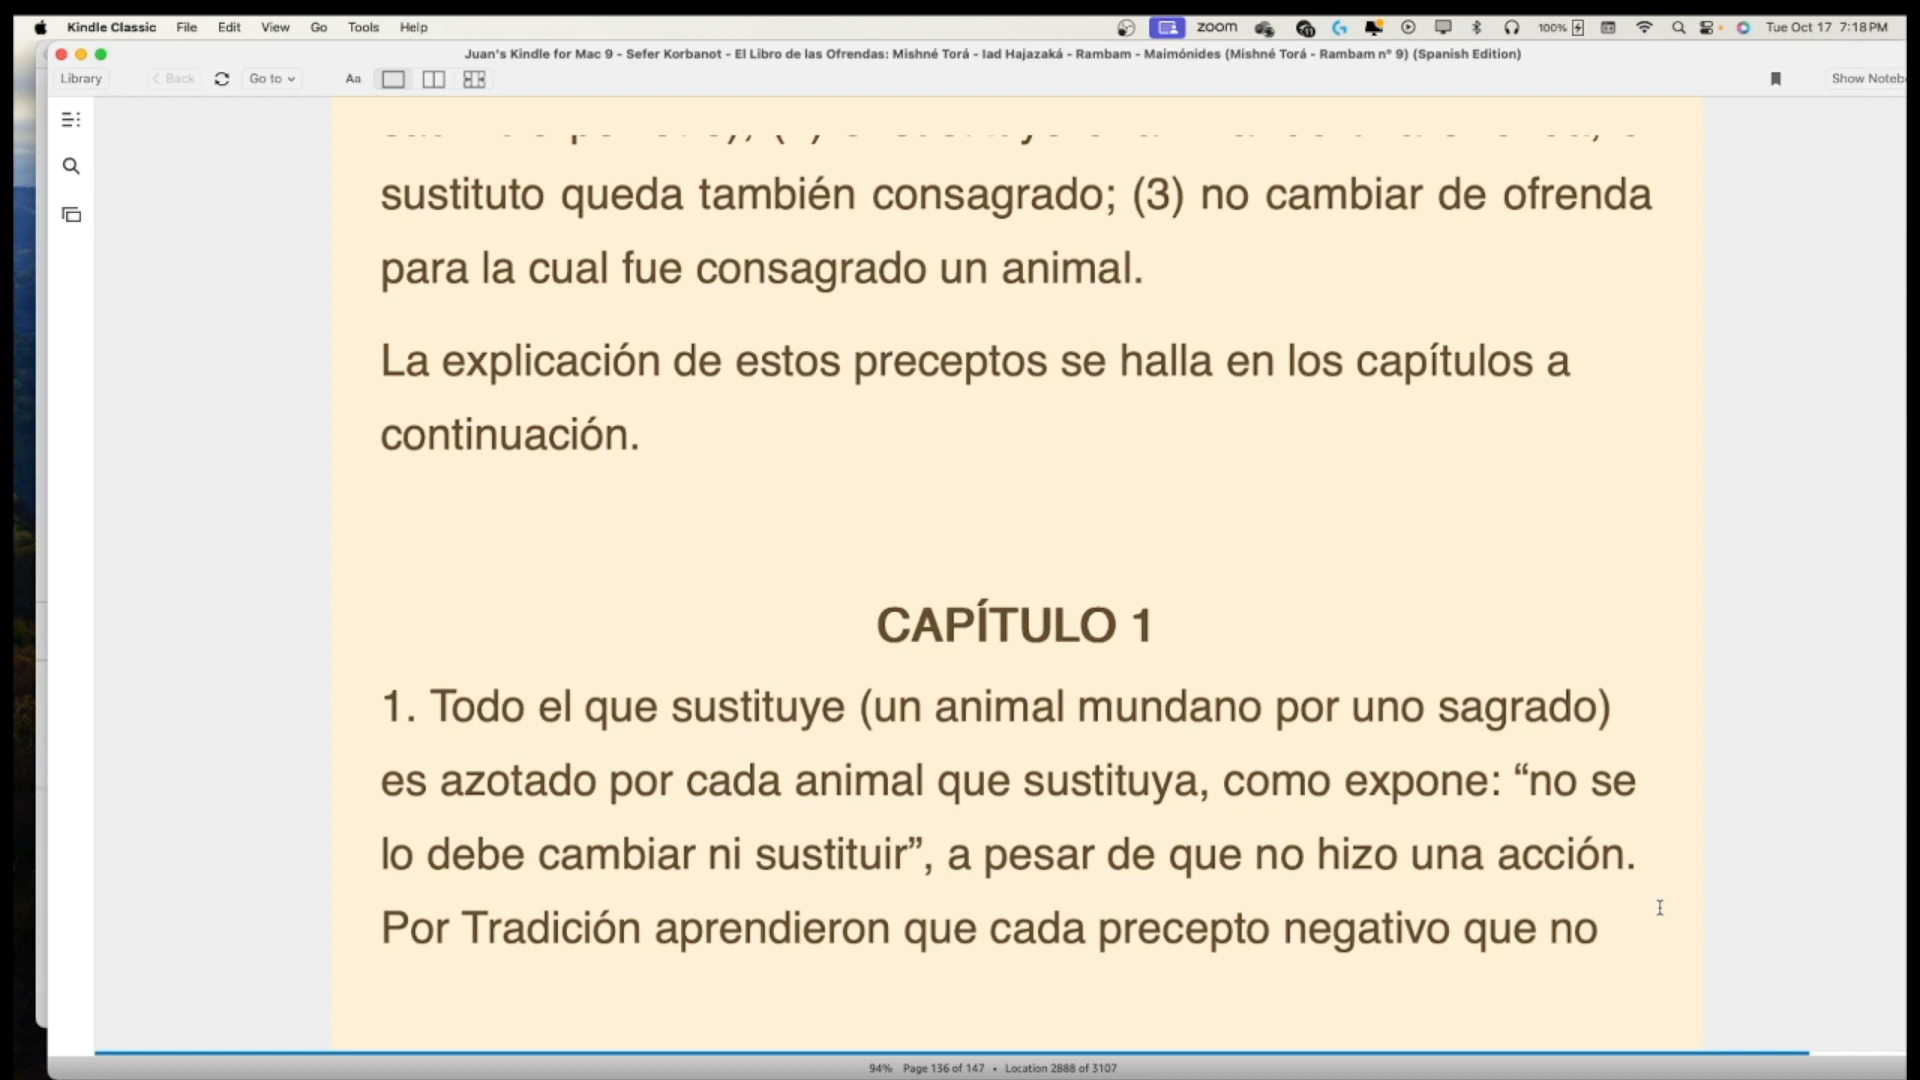 Kindle Classic File Edit View Go Tools Help zoom 100% Tue Oct 17 7:18 PM
Juan's Kindle for Mac 9 - Sefer Korbanot - El Libro de las Ofrendas: Mishné Torá - Iad Hajazaká - Rambam - Maimónides (Mishné Torá - Rambam nº 9) (Spanish Edition)
Library < Back Go to Aa Show Noteb
sustituto queda también consagrado; (3) no cambiar de ofrenda
para la cual fue consagrado un animal.
La explicación de estos preceptos se halla en los capítulos a
continuación.
CAPÍTULO 1
1. Todo el que sustituye (un animal mundano por uno sagrado)
es azotado por cada animal que sustituya, como expone: “no se
lo debe cambiar ni sustituir”, a pesar de que no hizo una acción.
Por Tradición aprendieron que cada precepto negativo que no
94% Page 136 of 147 • Location 2888 of 3107